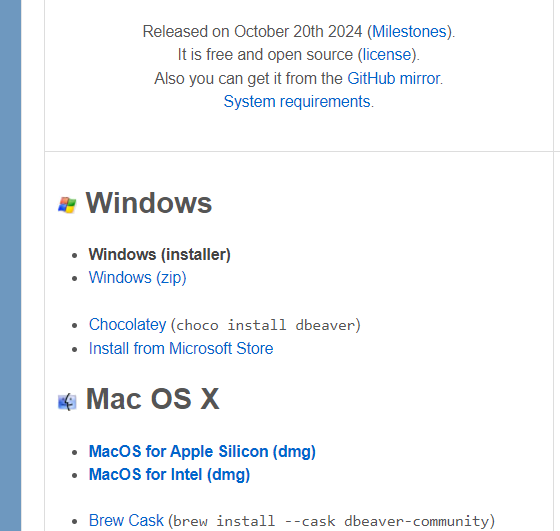 Released on October 20th 2024 (Milestones).
It is free and open source (license).
Also you can get it from the GitHub mirror.
System requirements.
Windows
Windows (installer)
Windows (zip)
Chocolatey (choco install dbeaver)
Install from Microsoft Store
Mac OS X
MacOS for Apple Silicon (dmg)
MacOS for Intel (dmg)
Brew Cask (brew install --cask dbeaver-community)